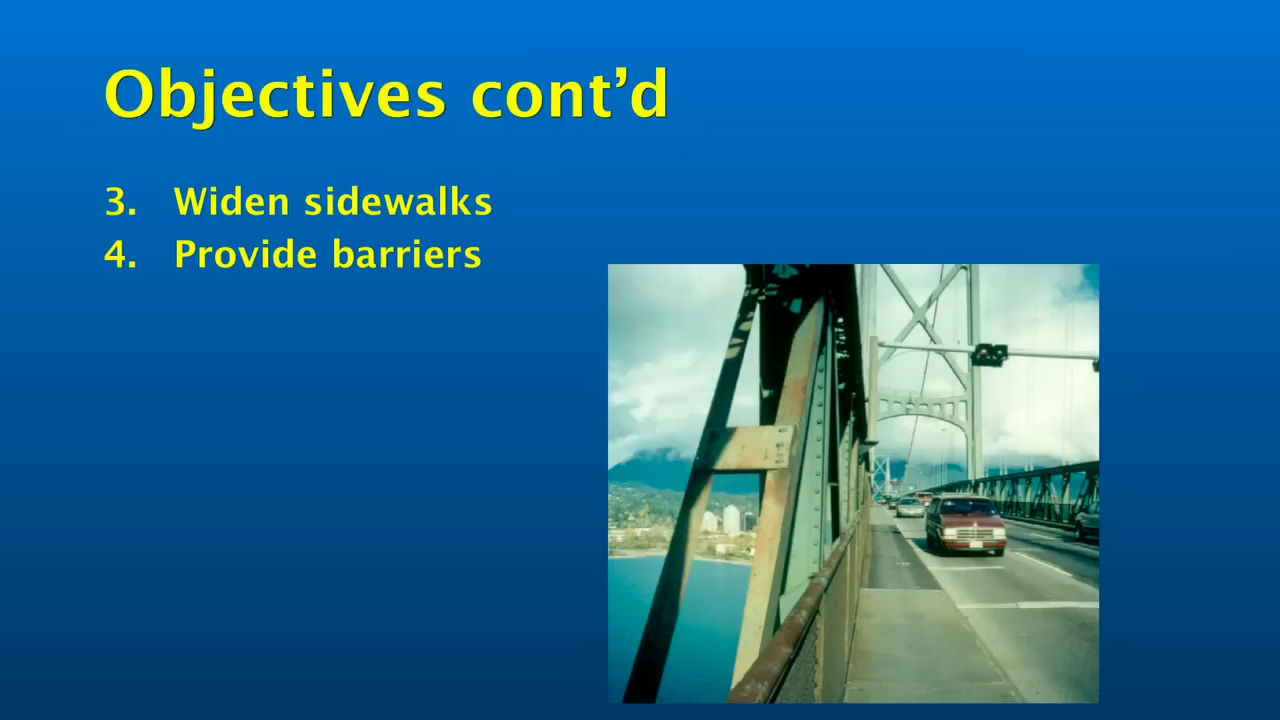 Objectives cont’d
3. Widen sidewalks
4. Provide barriers